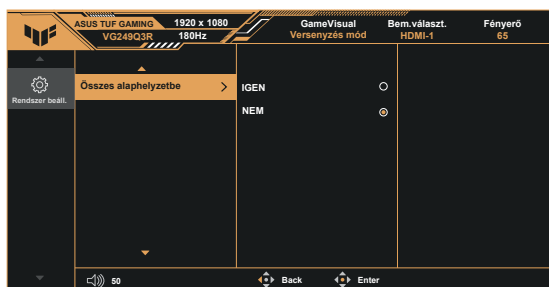 ASUS TUF GAMING 1920 x 1080 GameVisual Bem.választ. Fényerő
VG249Q3R 180Hz Versenyzés mód HDMI-1 65
Rendszer beáll.
Összes alaphelyzetbe > IGEN
NEM
50 Back Enter